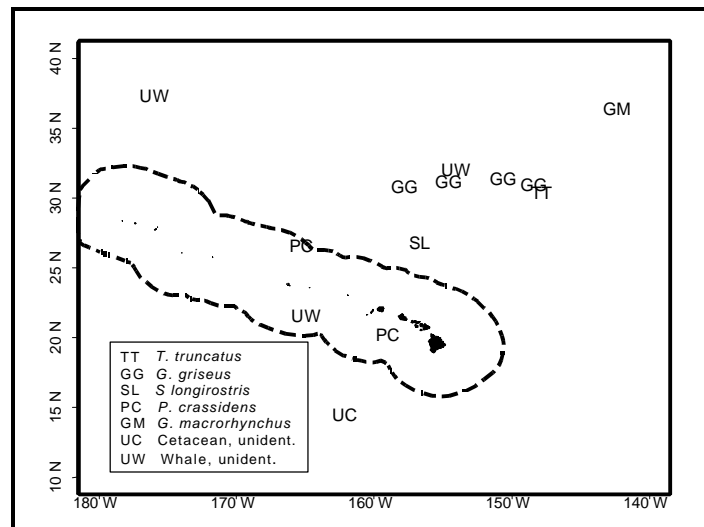 40 N
UW
GM
35 N
UW
30 N
GG
GG
GG
GG
TT
PC
SL
25 N
UW
PC
20 N
TT T. truncatus
GG G. griseus
SL S longirostris
PC P. crassidens
GM G. macrorhynchus
UC Cetacean, unident.
UW Whale, unident.
15 N
UC
10 N
180°W
170°W
160°W
150°W
140°W